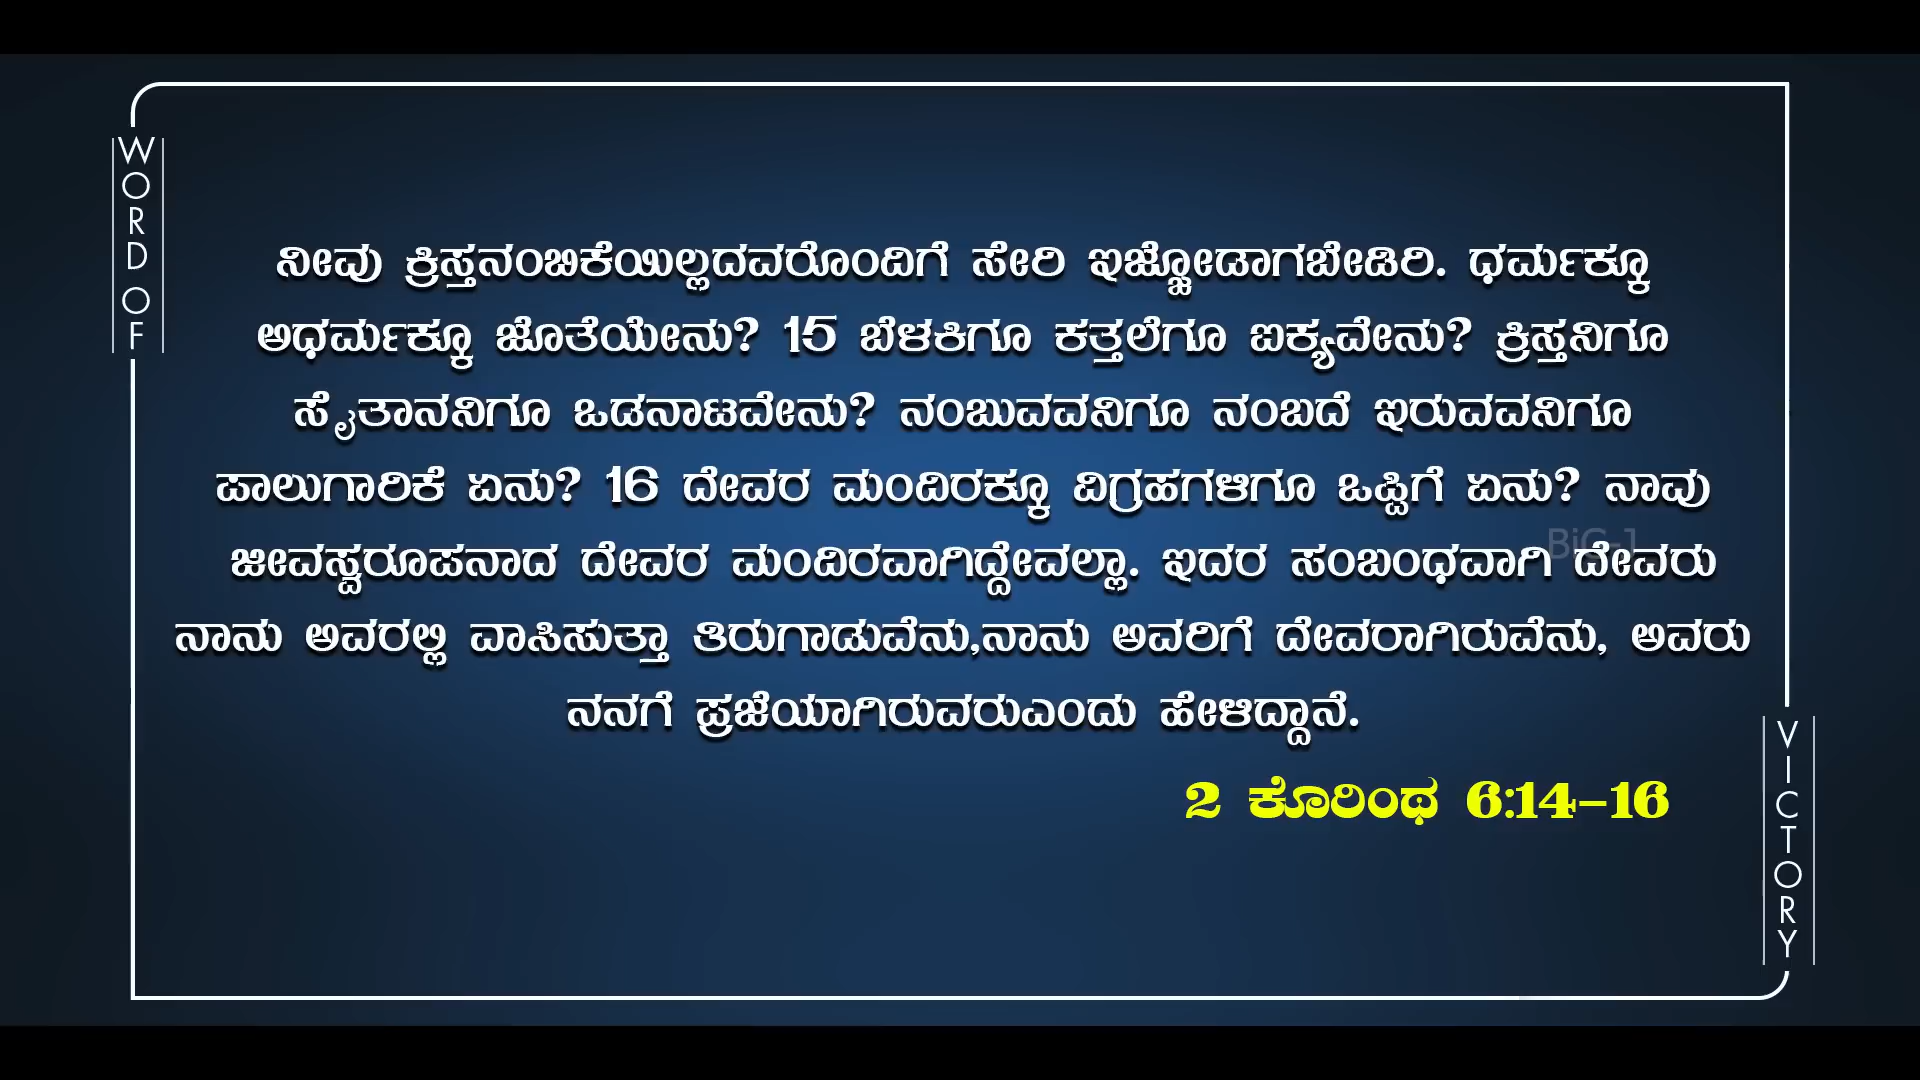 WORD OF
ನೀವು ಕ್ರಿಸ್ತನಂಬಿಕೆಯಿಲ್ಲದವರೊಂದಿಗೆ ಸೇರಿ ಇಜ್ಜೋಡಾಗಬೇಡಿರಿ. ಧರ್ಮಕ್ಕೂ
ಅಧರ್ಮಕ್ಕೂ ಜೊತೆಯೇನು? 15 ಬೆಳಕಿಗೂ ಕತ್ತಲೆಗೂ ಐಕ್ಯವೇನು? ಕ್ರಿಸ್ತನಿಗೂ
ಸೈತಾನನಿಗೂ ಒಡನಾಟವೇನು? ನಂಬುವವನಿಗೂ ನಂಬದೆ ಇರುವವನಿಗೂ
ಪಾಲುಗಾರಿಕೆ ಏನು? 16 ದೇವರ ಮಂದಿರಕ್ಕೂ ವಿಗ್ರಹಗಳಿಗೂ ಒಪ್ಪಿಗೆ ಏನು? ನಾವು
ಜೀವಸ್ವರೂಪನಾದ ದೇವರ ಮಂದಿರವಾಗಿದ್ದೇವಲ್ಲಾ. ಇದರ ಸಂಬಂಧವಾಗಿ ದೇವರು
ನಾನು ಅವರಲ್ಲಿ ವಾಸಿಸುತ್ತಾ ತಿರುಗಾಡುವೆನು,ನಾನು ಅವರಿಗೆ ದೇವರಾಗಿರುವೆನು, ಅವರು
ನನಗೆ ಪ್ರಜೆಯಾಗಿರುವರುಎಂದು ಹೇಳಿದ್ದಾನೆ.
2 ಕೊರಿಂಥ 6:14-16
VICTORY